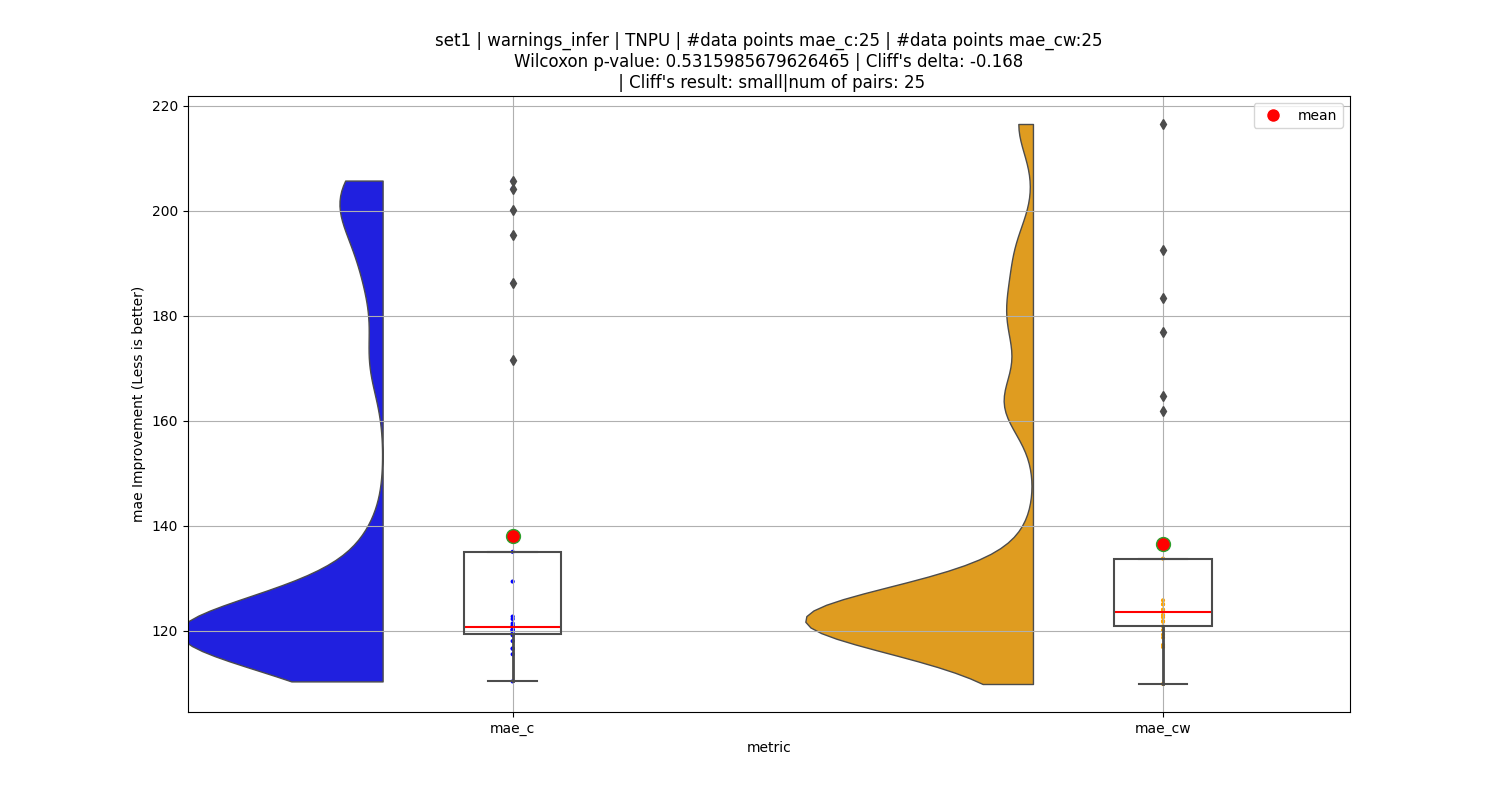 set1 | warnings_infer | TNPU | #data points mae_c:25 | #data points mae_cw:25
Wilcoxon p-value: 0.5315985679626465 | Cliff's delta: -0.168
| Cliff's result: small|num of pairs: 25
mean
220
200
180
160
140
120
mae Improvement (Less is better)
mae_c
mae_cw
metric